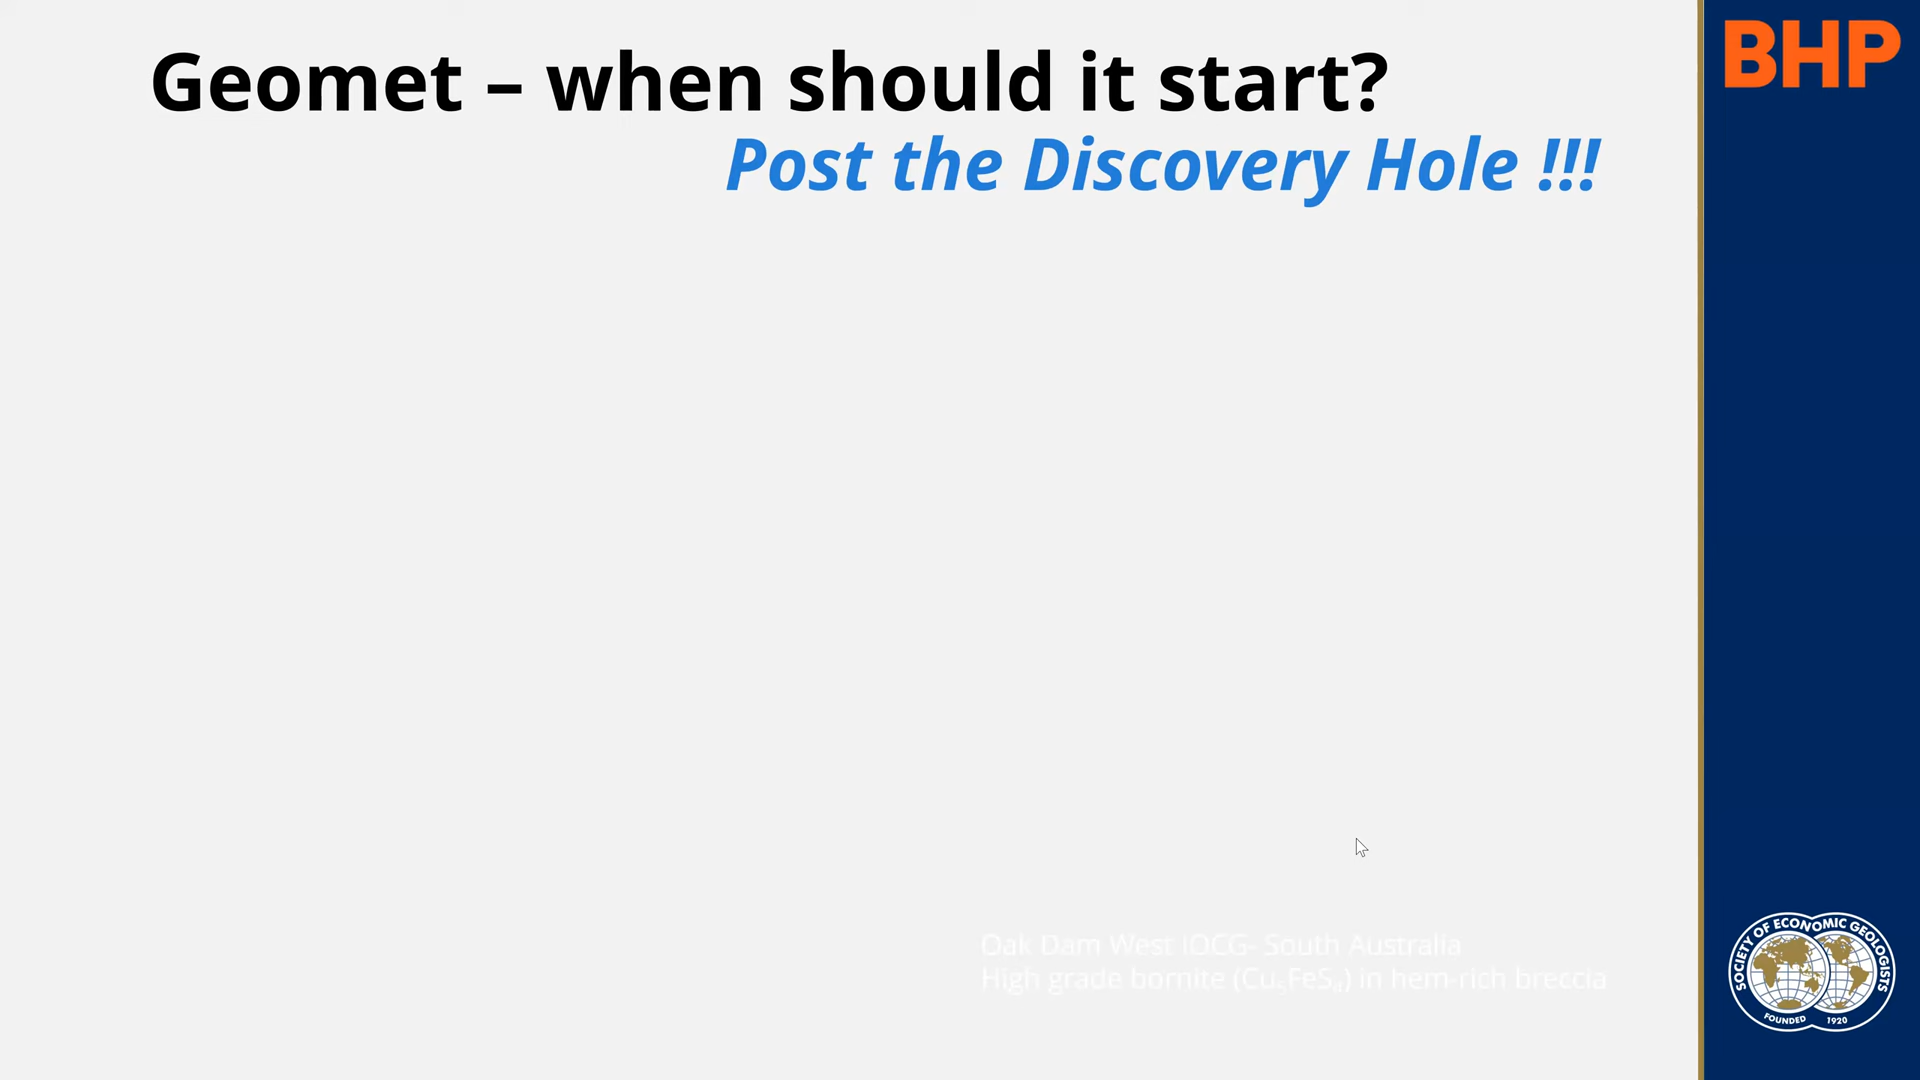 Geomet – when should it start?
Post the Discovery Hole !!!
BHP
Oak Dam West IOCG- South Australia
High grade bornite (Cu₅FeS₄) in hem-rich breccia
SOCIETY OF ECONOMIC GEOLOGISTS
FOUNDED 1920